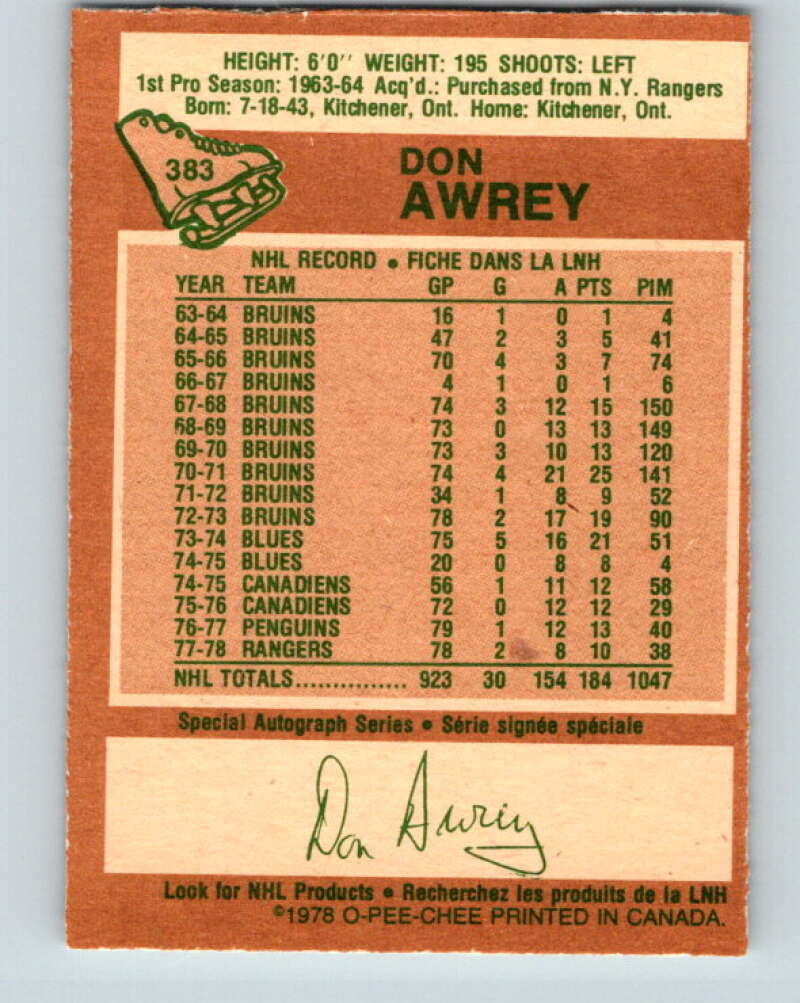 HEIGHT: 6'0" WEIGHT: 195 SHOOTS: LEFT
1st Pro Season: 1963-64 Acq'd.: Purchased from N.Y. Rangers
Born: 7-18-43, Kitchener, Ont. Home: Kitchener, Ont.
383
DON
AWREY
NHL RECORD • FICHE DANS LA LNH
YEAR TEAM GP G A PTS PIM
63-64 BRUINS 16 1 0 1 4
64-65 BRUINS 47 2 3 5 41
65-66 BRUINS 70 4 3 7 74
66-67 BRUINS 4 1 0 1 6
67-68 BRUINS 74 3 12 15 150
68-69 BRUINS 73 0 13 13 149
69-70 BRUINS 73 3 10 13 120
70-71 BRUINS 74 4 21 25 141
71-72 BRUINS 34 1 8 9 52
72-73 BRUINS 78 2 17 19 90
73-74 BLUES 75 5 16 21 51
74-75 BLUES 20 0 8 8 4
74-75 CANADIENS 56 1 11 12 58
75-76 CANADIENS 72 0 12 12 29
76-77 PENGUINS 79 1 12 13 40
77-78 RANGERS 78 2 8 10 38
NHL TOTALS............... 923 30 154 184 1047
Special Autograph Series • Série signée spéciale
Don Awrey
Look for NHL Products • Recherchez les produits de la LNH
©1978 O-PEE-CHEE PRINTED IN CANADA.